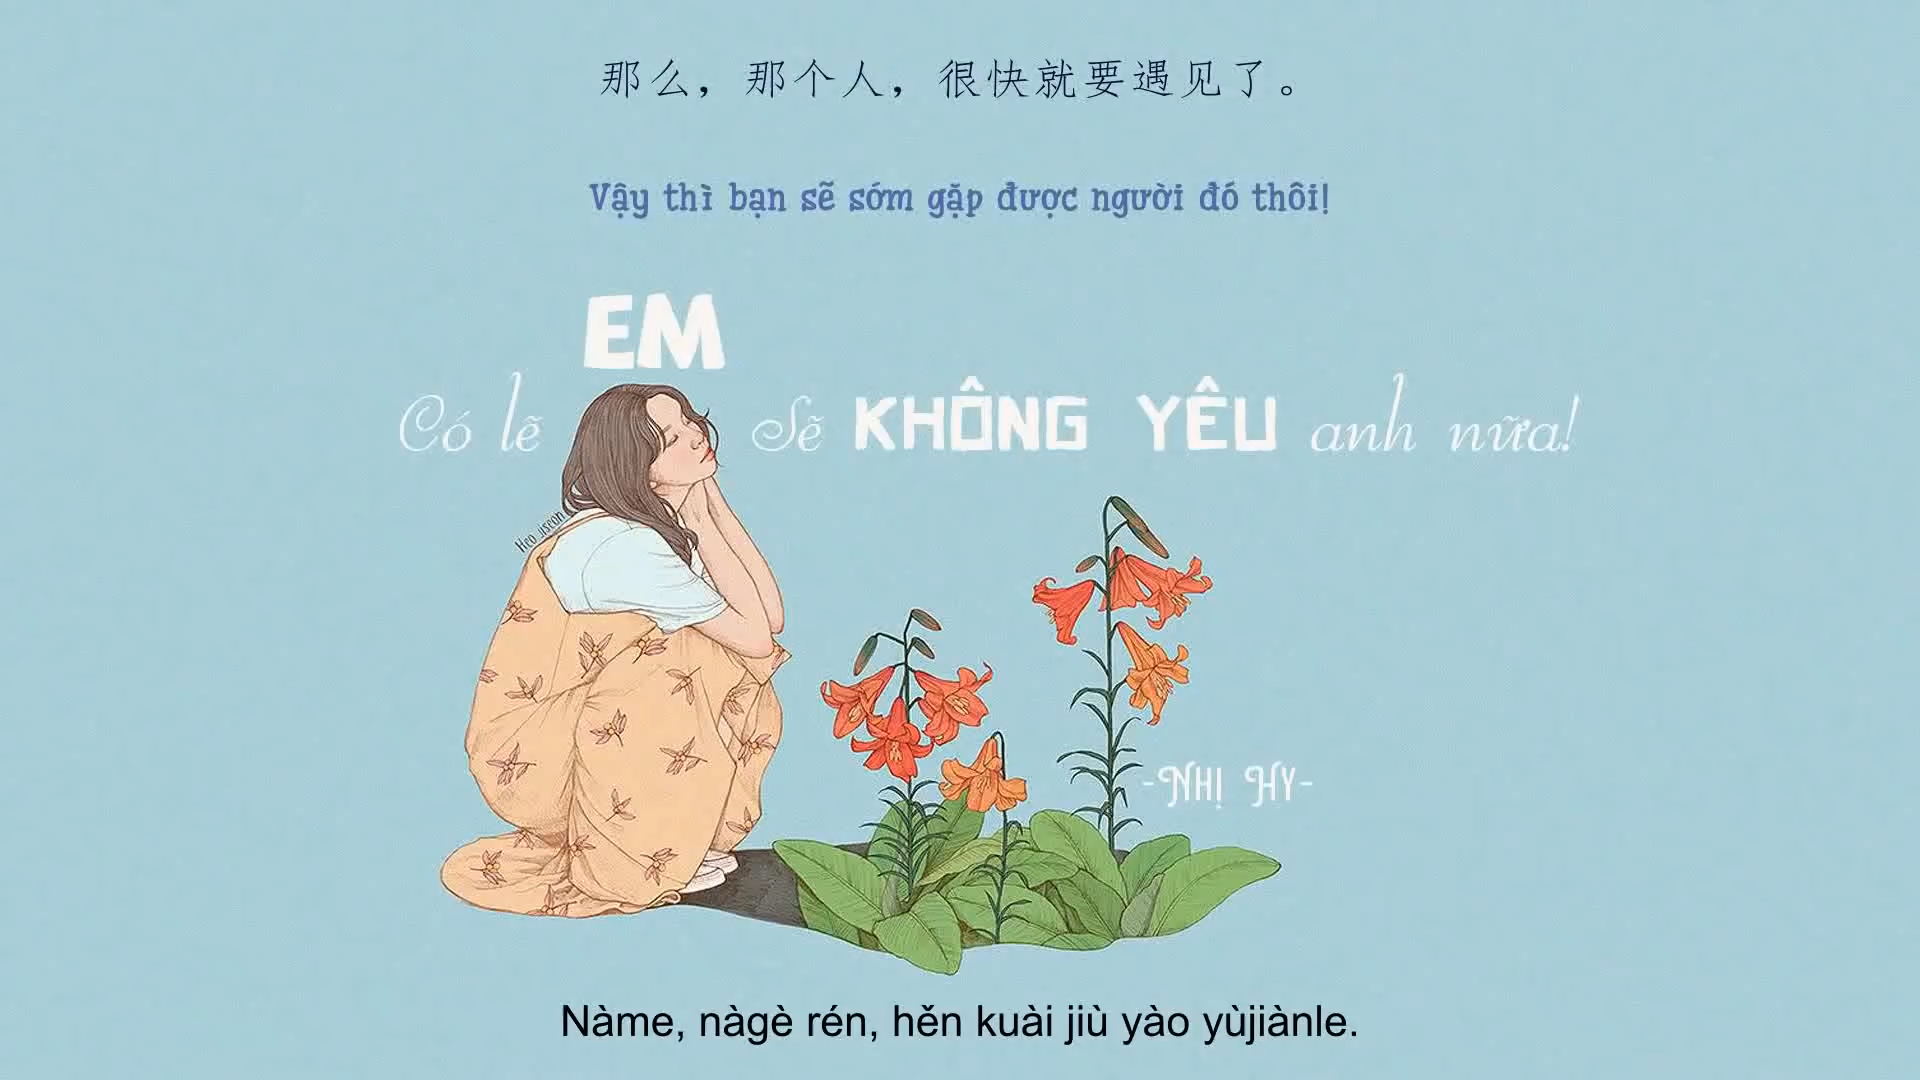 那么，那个人，很快就要遇见了。
Vậy thì bạn sẽ sớm gặp được người đó thôi!
EM
Có lẽ Sẽ KHÔNG YÊU anh nữa!
Heo_jiseon
-NHỊ HY-
Nàme, nàgè rén, hěn kuài jiù yào yùjiànle.